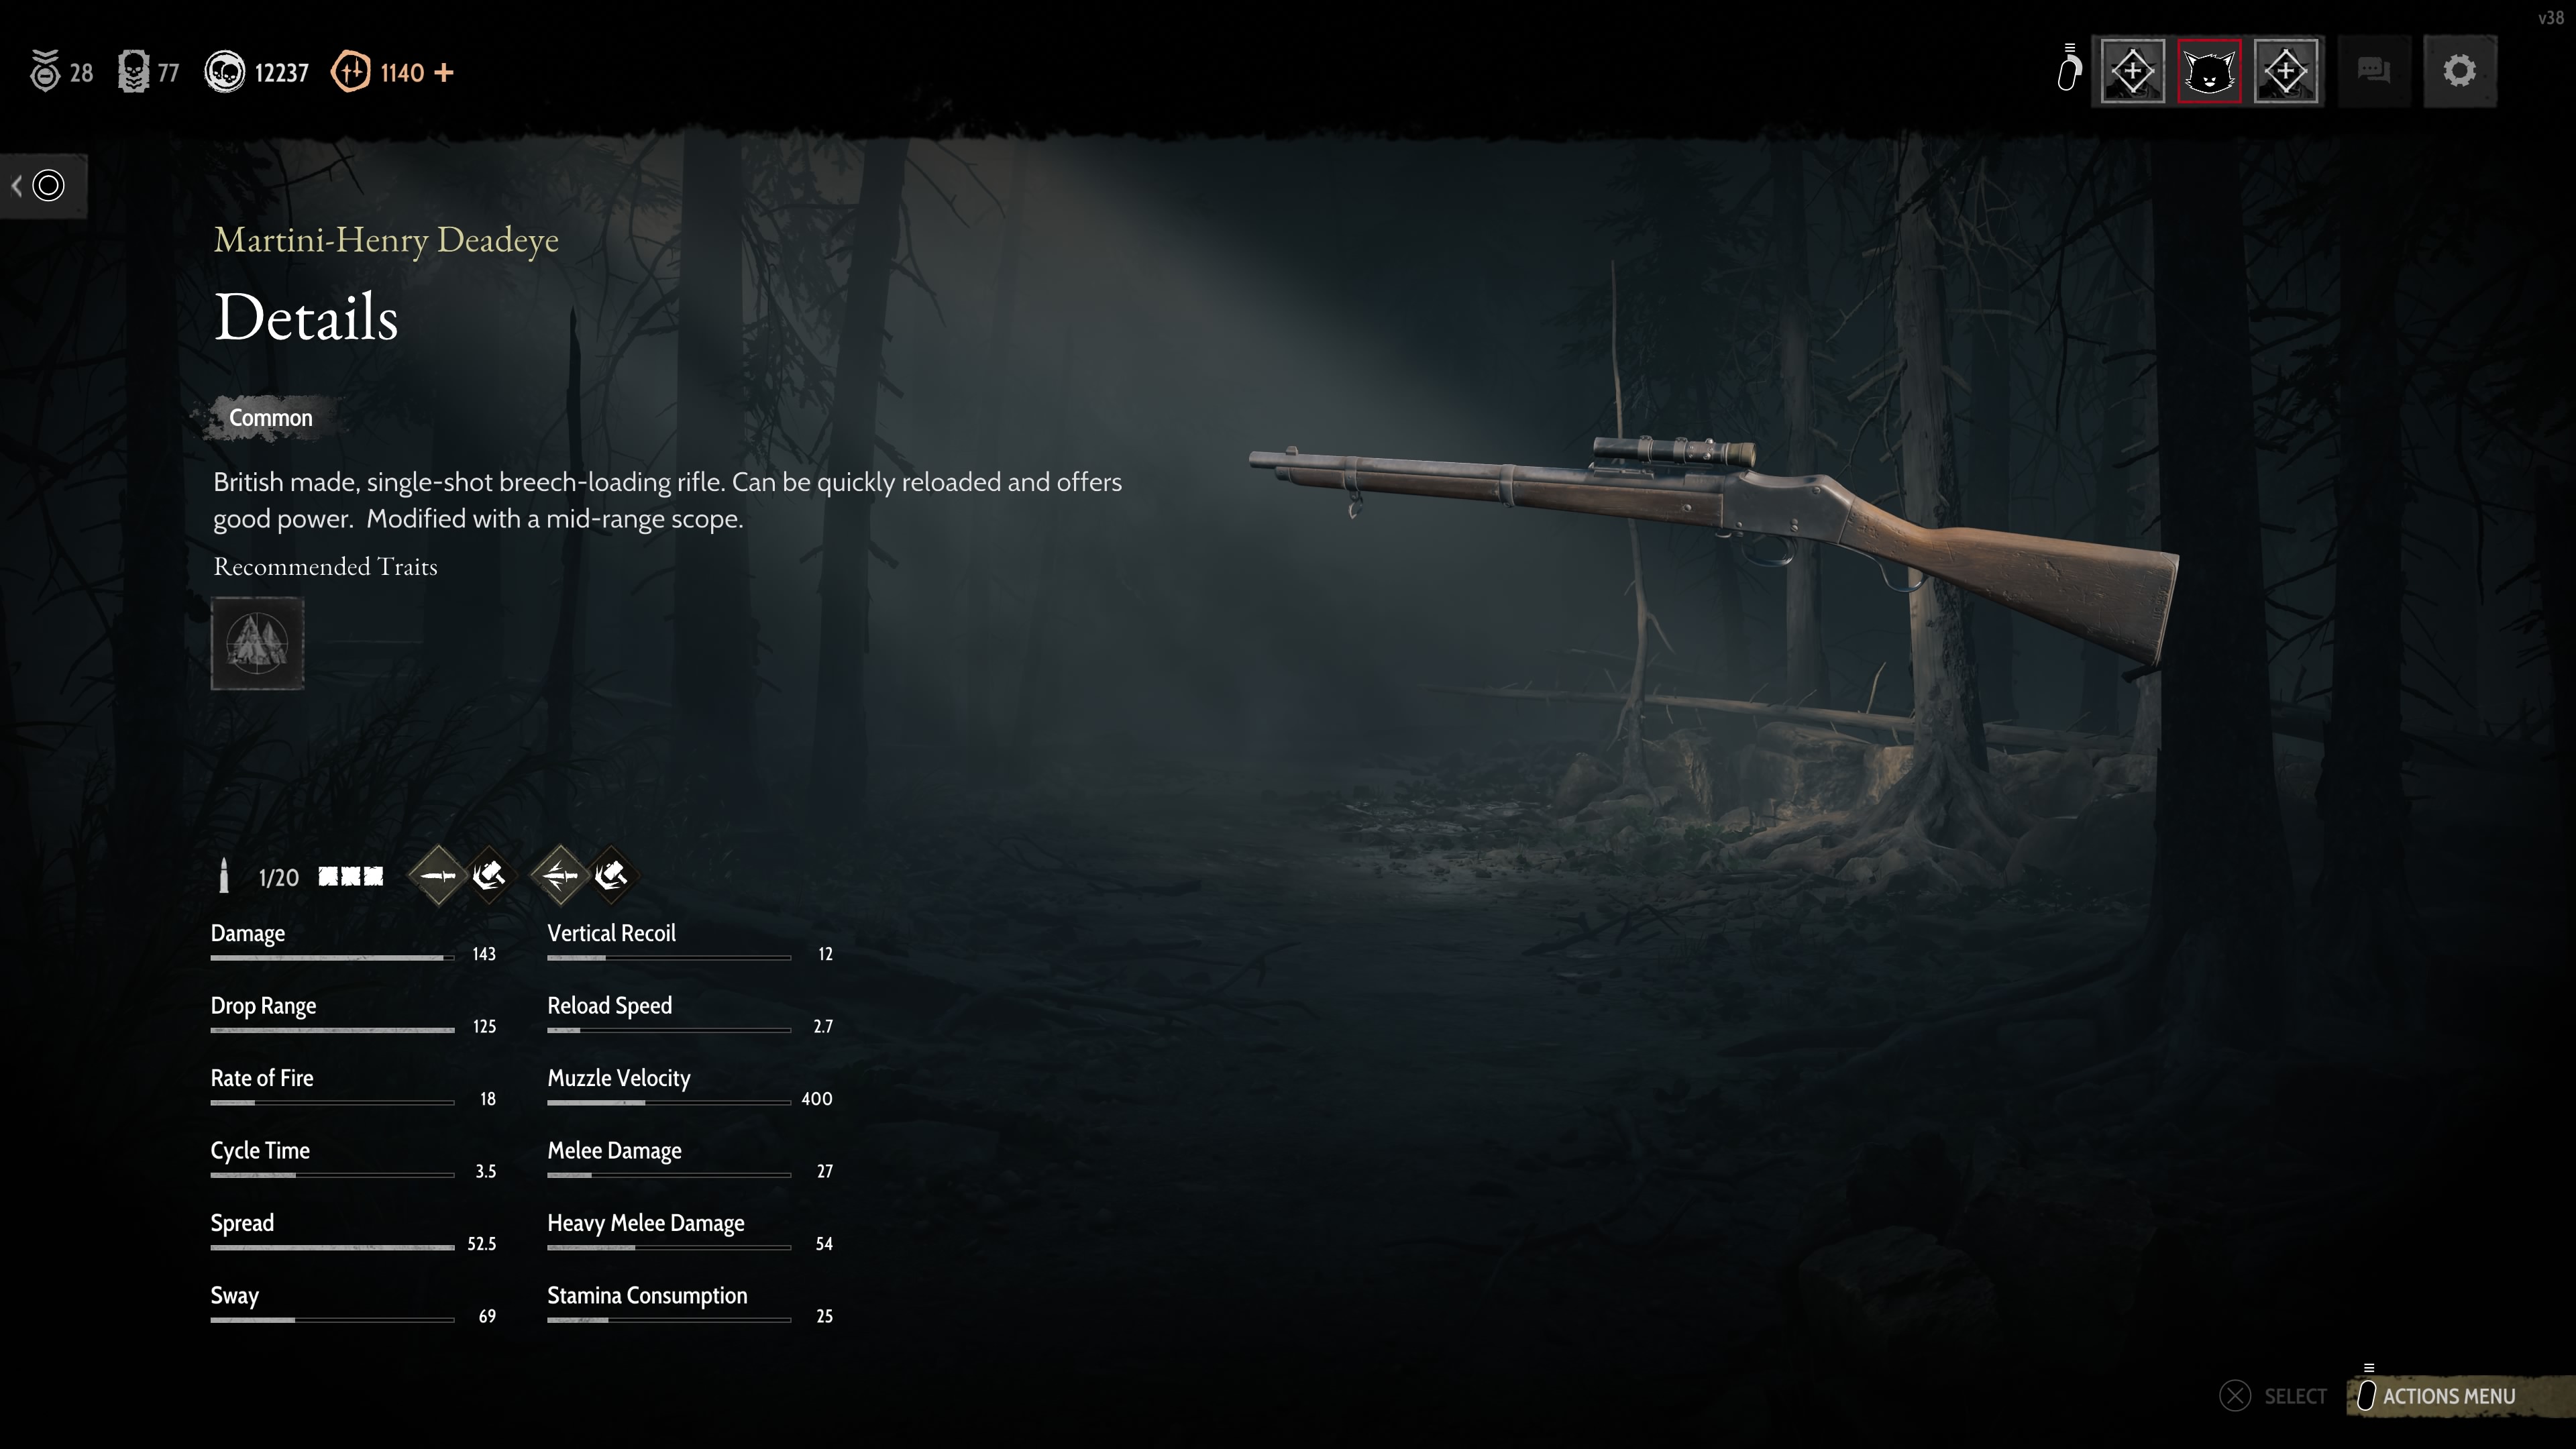 v38
28 77 12237 1140 +
Martini-Henry Deadeye
Details
Common
British made, single-shot breech-loading rifle. Can be quickly reloaded and offers
good power. Modified with a mid-range scope.
Recommended Traits
1/20
Damage 143
Vertical Recoil 12
Drop Range 125
Reload Speed 2.7
Rate of Fire 18
Muzzle Velocity 400
Cycle Time 3.5
Melee Damage 27
Spread 52.5
Heavy Melee Damage 54
Sway 69
Stamina Consumption 25
SELECT
ACTIONS MENU